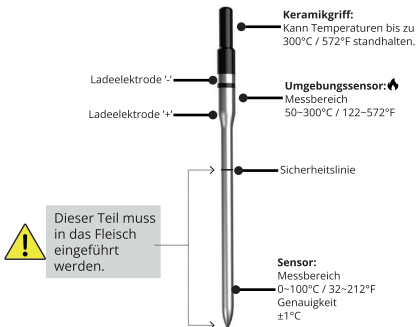 Keramikgriff:
Kann Temperaturen bis zu
300°C / 572°F standhalten.
Ladeelektrode '-'
Umgebungssensor:
Messbereich
50~300°C / 122~572°F
Ladeelektrode '+'
Sicherheitslinie
Dieser Teil muss
in das Fleisch
eingeführt
werden.
Sensor:
Messbereich
0~100°C / 32~212°F
Genauigkeit
±1°C